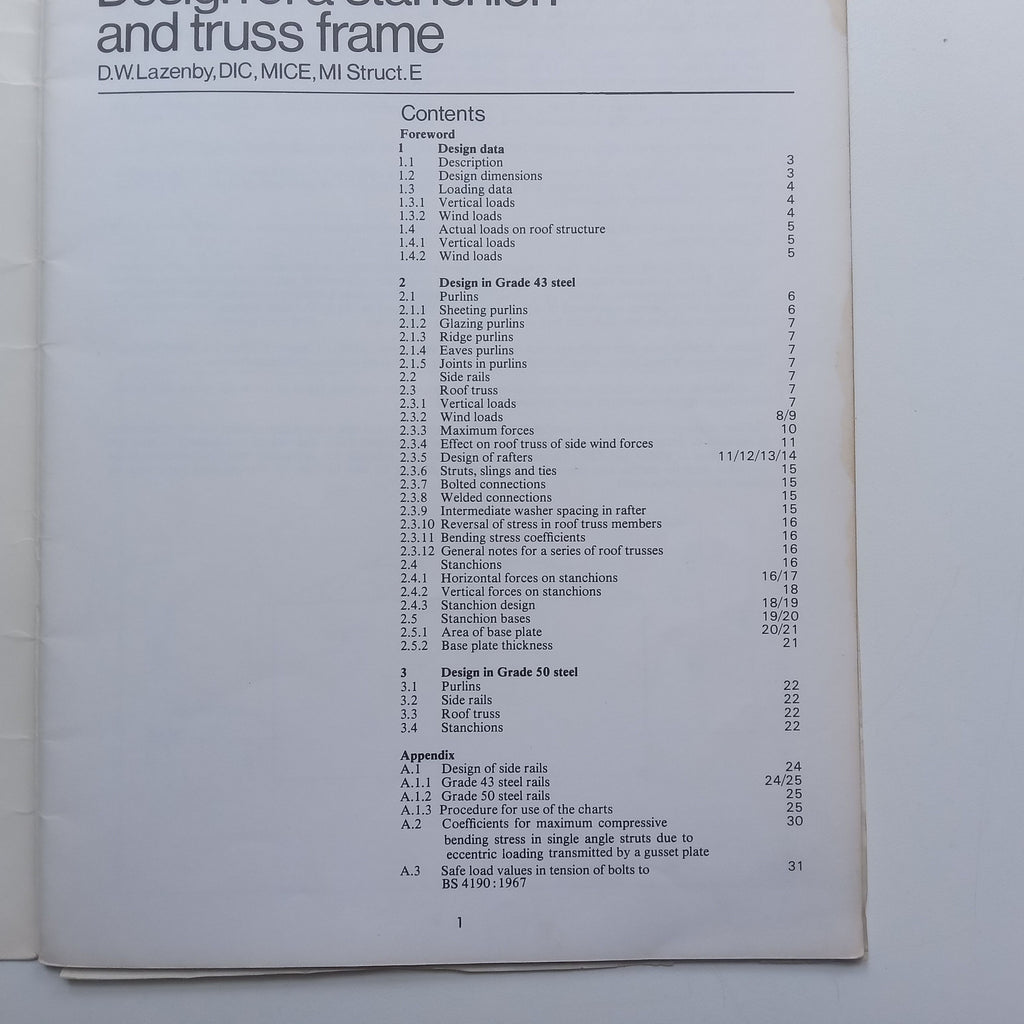 Design of a stanchion
and truss frame
D.W.Lazenby, DIC, MICE, MI Struct. E
Contents
Foreword
1 Design data
1.1 Description 3
1.2 Design dimensions 3
1.3 Loading data 4
1.3.1 Vertical loads 4
1.3.2 Wind loads 4
1.4 Actual loads on roof structure 5
1.4.1 Vertical loads 5
1.4.2 Wind loads 5
2 Design in Grade 43 steel
2.1 Purlins 6
2.1.1 Sheeting purlins 6
2.1.2 Glazing purlins 7
2.1.3 Ridge purlins 7
2.1.4 Eaves purlins 7
2.1.5 Joints in purlins 7
2.2 Side rails 7
2.3 Roof truss 7
2.3.1 Vertical loads 7
2.3.2 Wind loads 8/9
2.3.3 Maximum forces 10
2.3.4 Effect on roof truss of side wind forces 11
2.3.5 Design of rafters 11/12/13/14
2.3.6 Struts, slings and ties 15
2.3.7 Bolted connections 15
2.3.8 Welded connections 15
2.3.9 Intermediate washer spacing in rafter 15
2.3.10 Reversal of stress in roof truss members 16
2.3.11 Bending stress coefficients 16
2.3.12 General notes for a series of roof trusses 16
2.4 Stanchions 16
2.4.1 Horizontal forces on stanchions 16/17
2.4.2 Vertical forces on stanchions 18
2.4.3 Stanchion design 18/19
2.5 Stanchion bases 19/20
2.5.1 Area of base plate 20/21
2.5.2 Base plate thickness 21
3 Design in Grade 50 steel
3.1 Purlins 22
3.2 Side rails 22
3.3 Roof truss 22
3.4 Stanchions 22
Appendix
A.1 Design of side rails 24
A.1.1 Grade 43 steel rails 24/25
A.1.2 Grade 50 steel rails 25
A.1.3 Procedure for use of the charts 25
A.2 Coefficients for maximum compressive 30
bending stress in single angle struts due to
eccentric loading transmitted by a gusset plate
A.3 Safe load values in tension of bolts to 31
BS 4190:1967
1